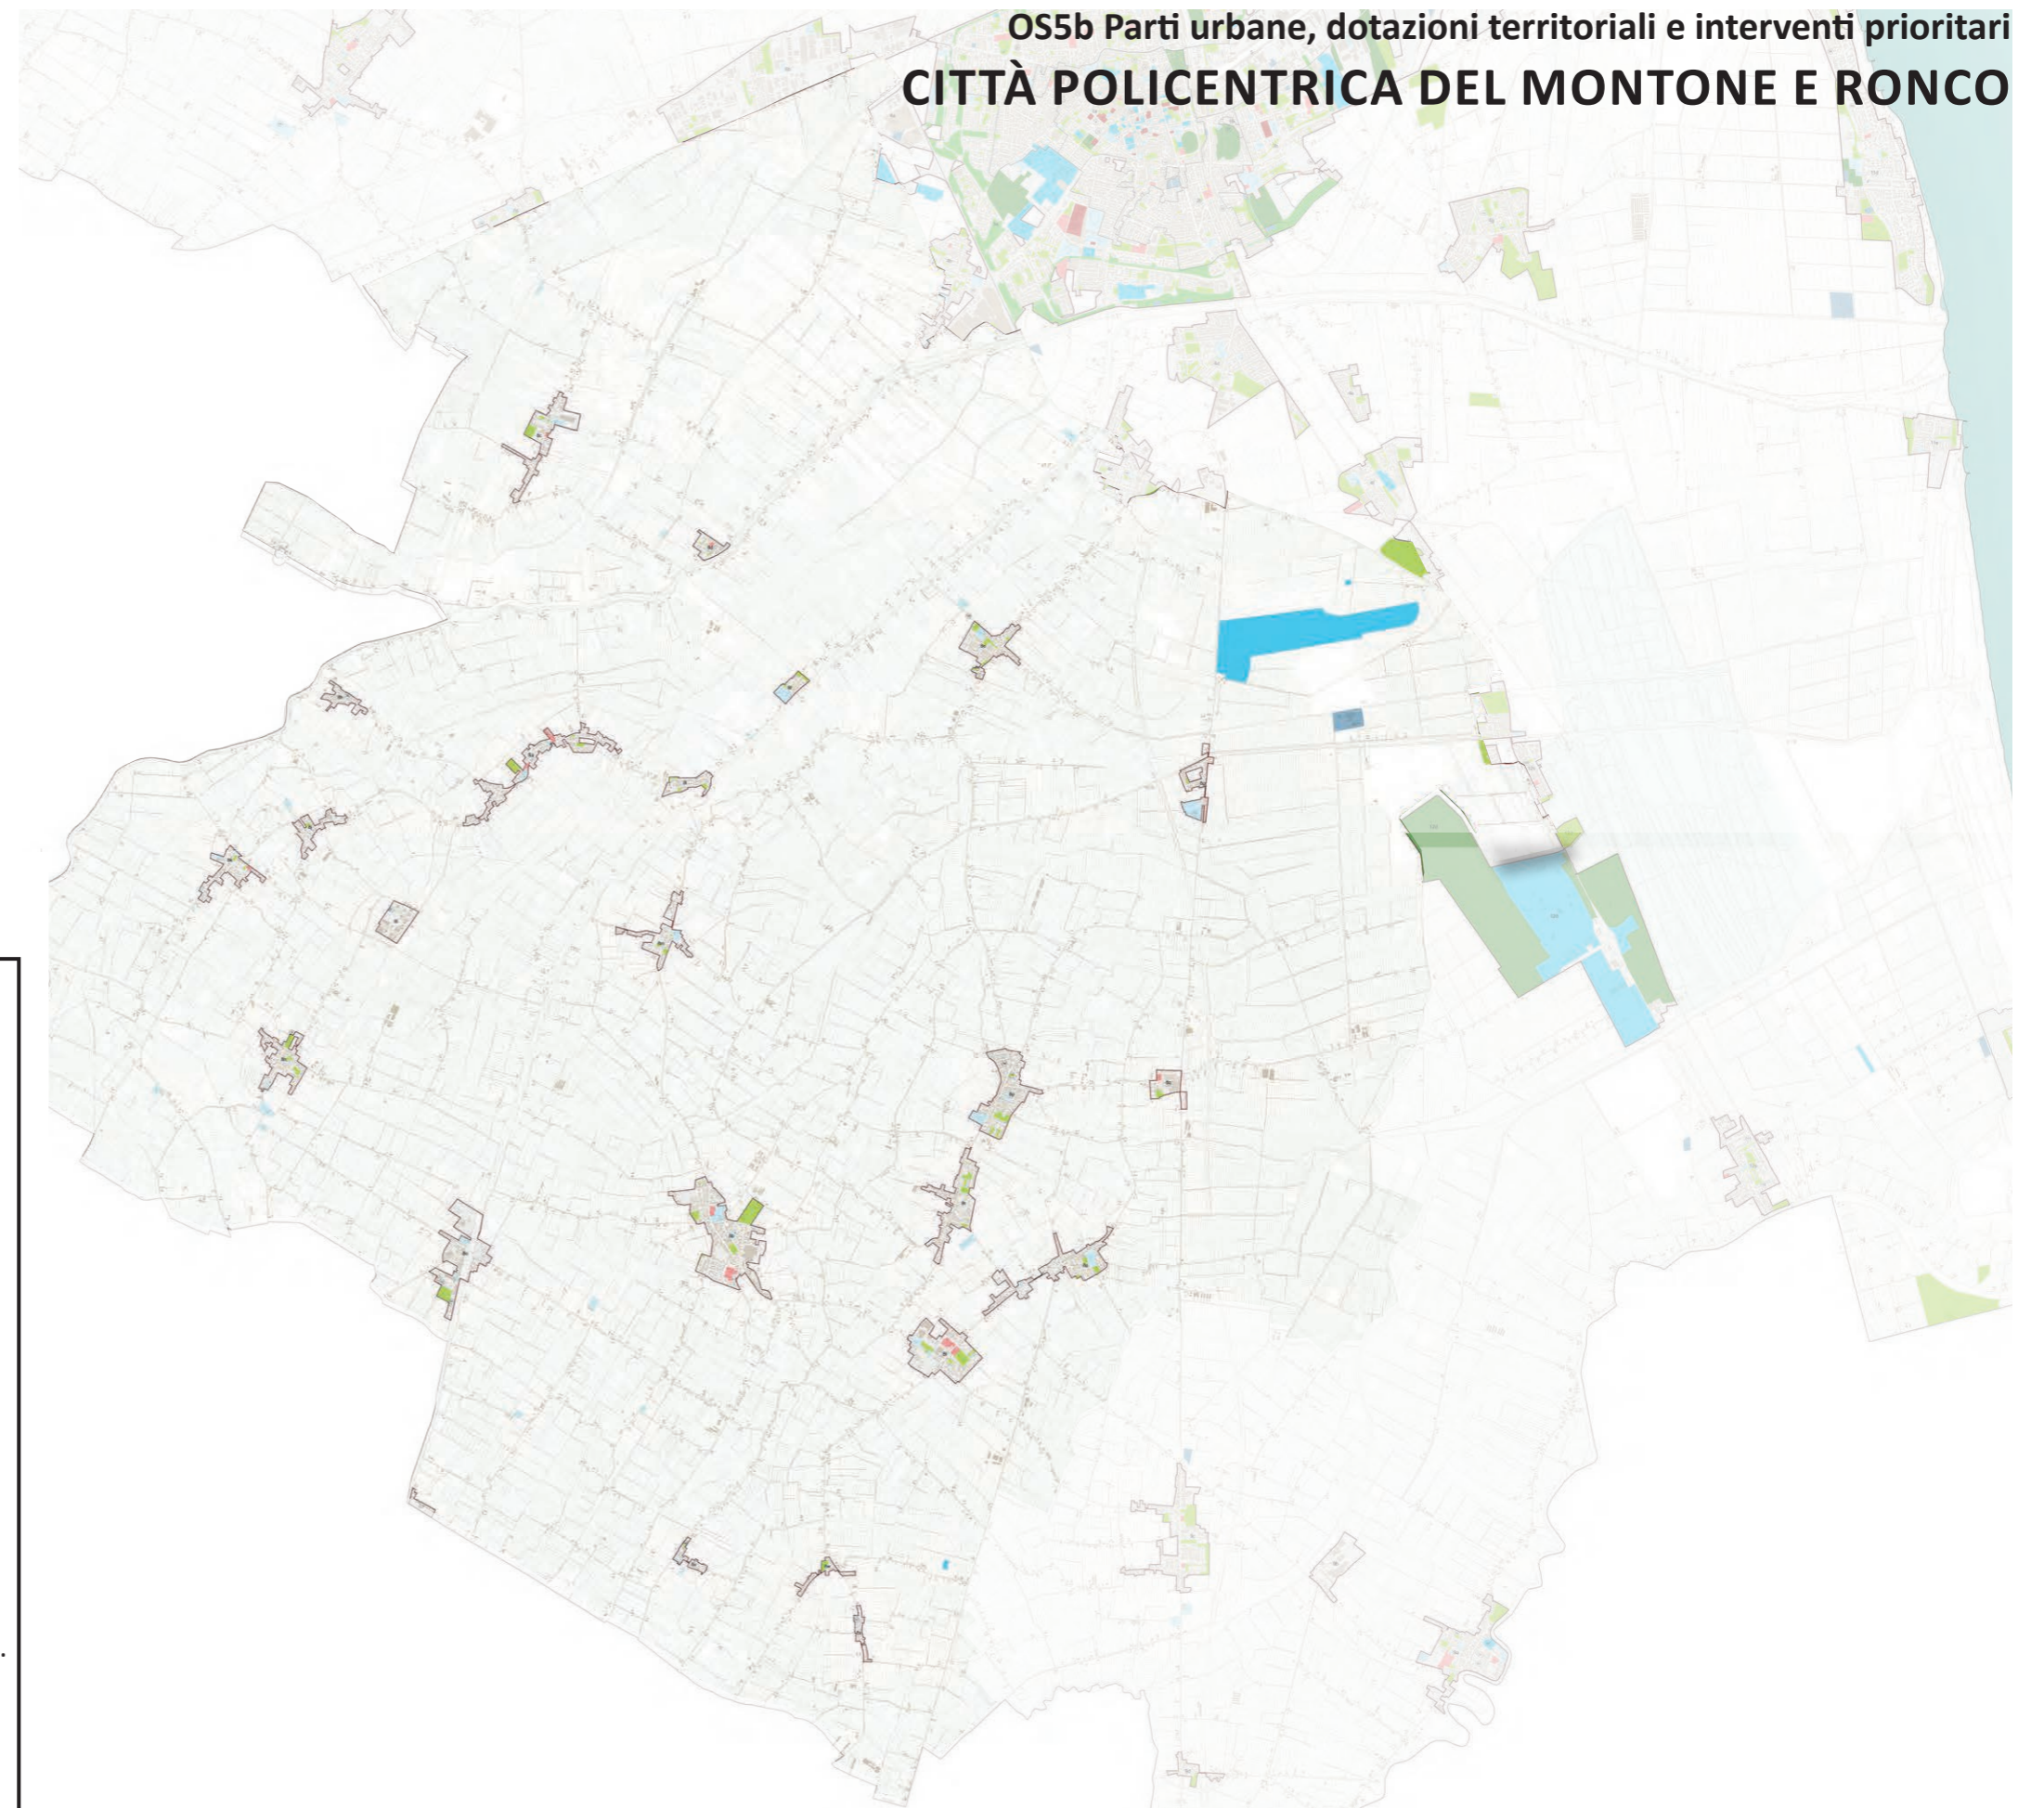 OS5b Parti urbane, dotazioni territoriali e interventi prioritari
CITTÀ POLICENTRICA DEL MONTONE E RONCO